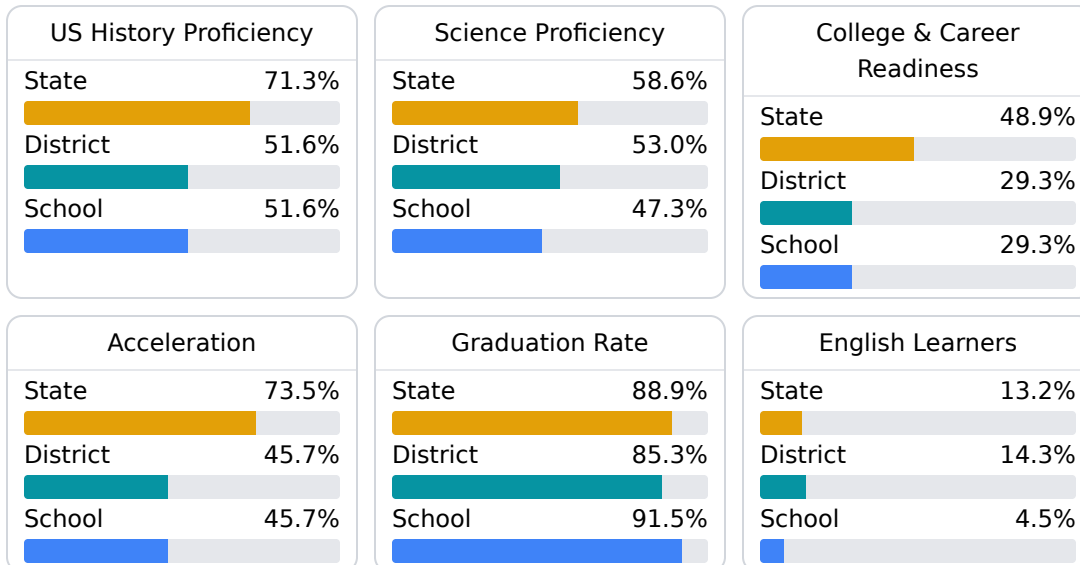 US History Proficiency
State 71.3%
District 51.6%
School 51.6%
Science Proficiency
State 58.6%
District 53.0%
School 47.3%
College & Career
Readiness
State 48.9%
District 29.3%
School 29.3%
Acceleration
State 73.5%
District 45.7%
School 45.7%
Graduation Rate
State 88.9%
District 85.3%
School 91.5%
English Learners
State 13.2%
District 14.3%
School 4.5%